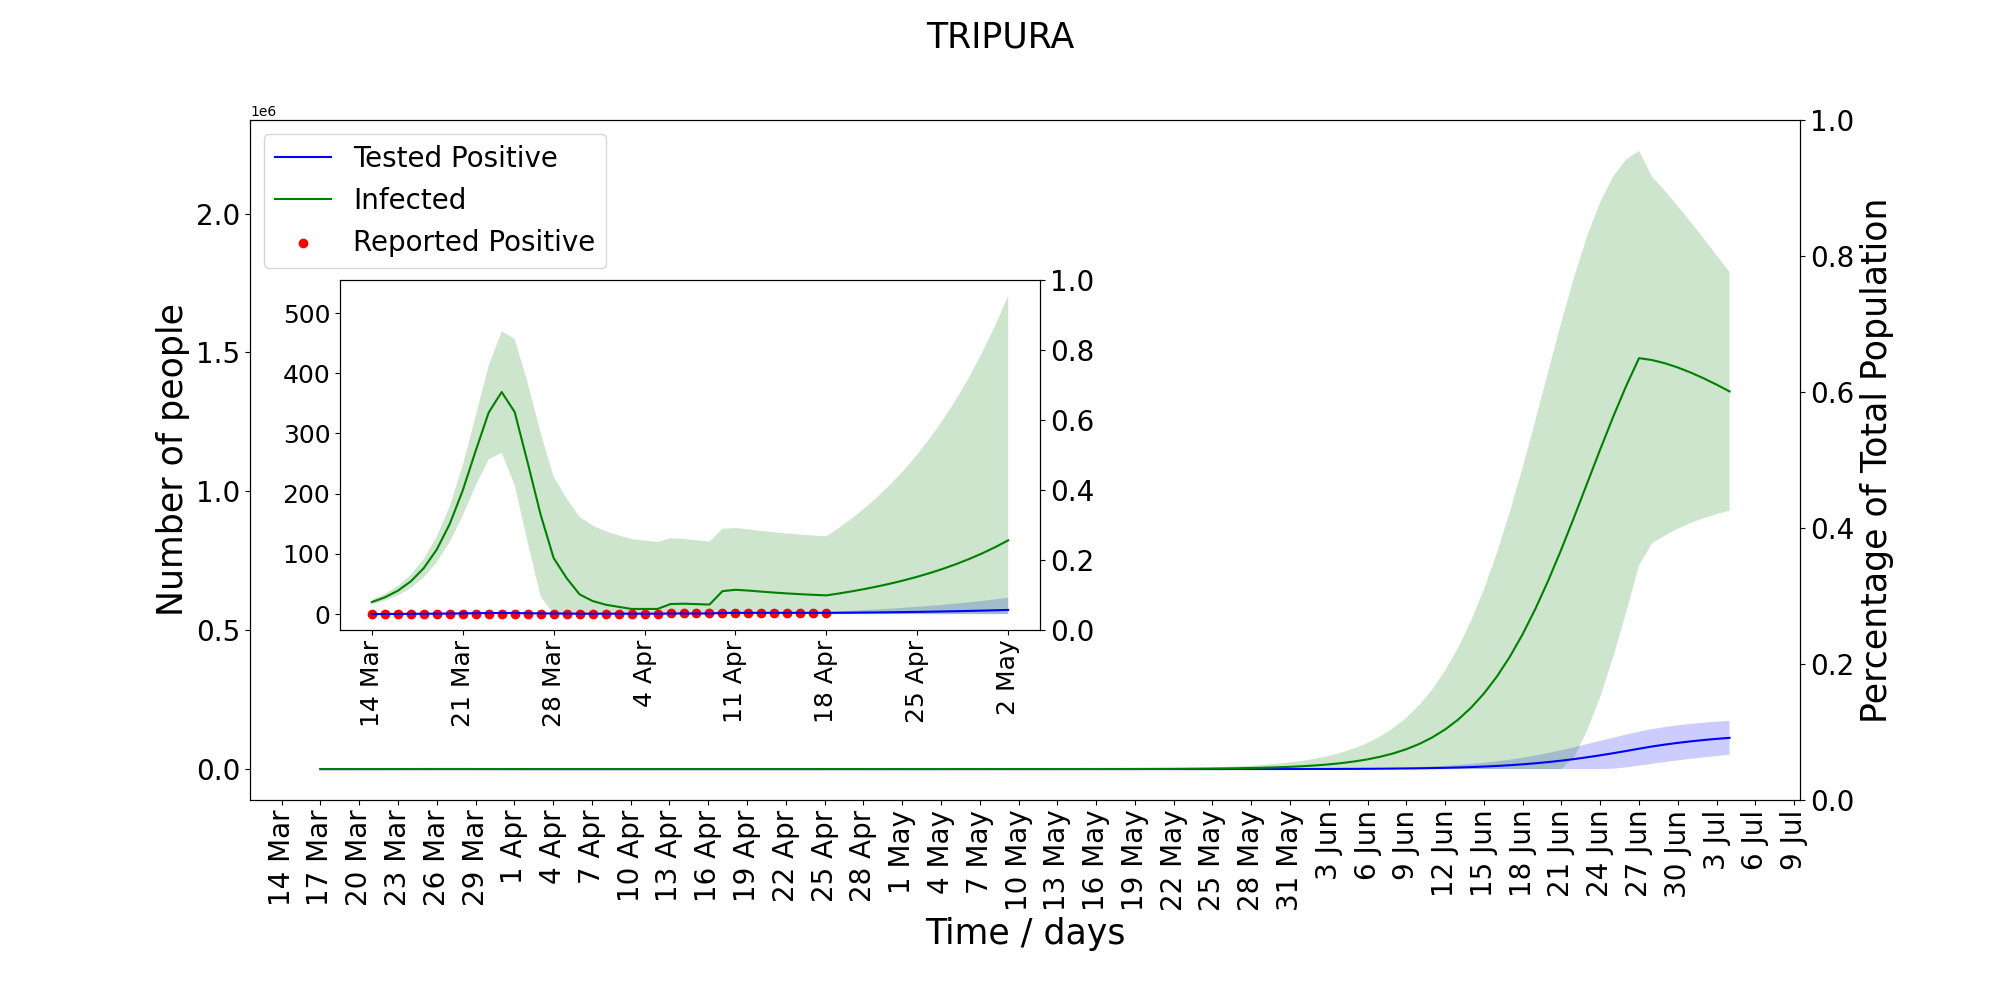 TRIPURA
1e6
Tested Positive
Infected
Reported Positive
Number of people
2.0
1.5
1.0
0.5
0.0
500
400
300
200
100
0
1.0
0.8
0.6
0.4
0.2
0.0
14 Mar
21 Mar
28 Mar
4 Apr
11 Apr
18 Apr
25 Apr
2 May
1.0
0.8
0.6
0.4
0.2
0.0
Percentage of Total Population
14 Mar
17 Mar
20 Mar
23 Mar
26 Mar
29 Mar
1 Apr
4 Apr
7 Apr
10 Apr
13 Apr
16 Apr
19 Apr
22 Apr
25 Apr
28 Apr
1 May
4 May
7 May
10 May
13 May
16 May
19 May
22 May
25 May
28 May
31 May
3 Jun
6 Jun
9 Jun
12 Jun
15 Jun
18 Jun
21 Jun
24 Jun
27 Jun
30 Jun
3 Jul
6 Jul
9 Jul
Time / days